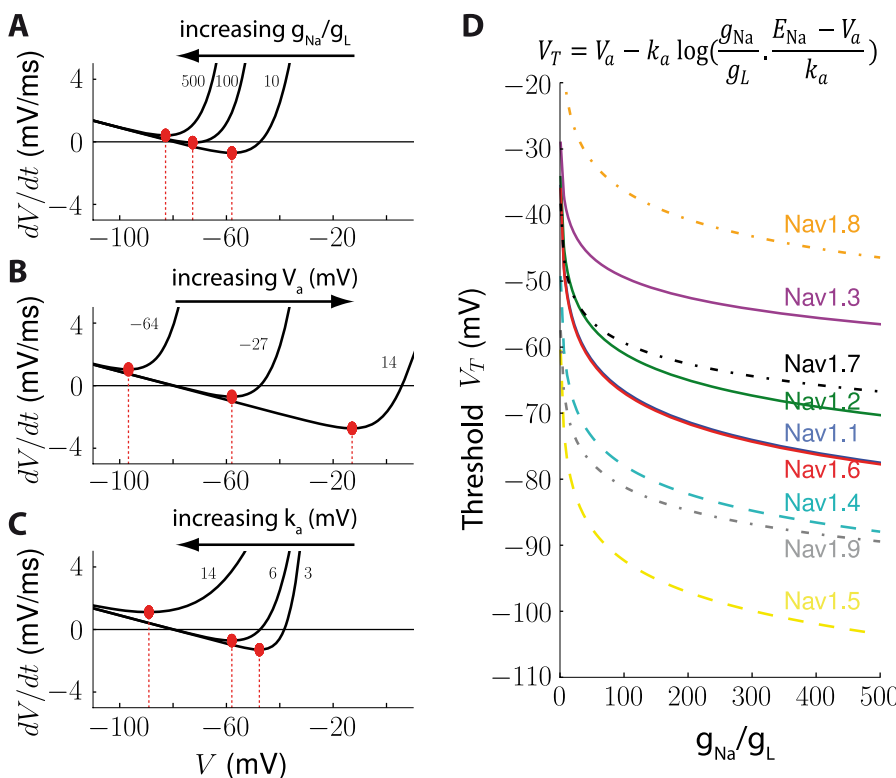 A
increasing g_Na/g_L
dV/dt (mV/ms)
4
0
−4
500
100
10
−100
−60
−20
B
increasing V_a (mV)
dV/dt (mV/ms)
4
0
−4
−64
−27
14
−100
−60
−20
C
increasing k_a (mV)
dV/dt (mV/ms)
4
0
−4
14
6
3
−100
−60
−20
V (mV)
D
V_T = V_a − k_a log(g_Na/g_L . E_Na − V_a/k_a)
Threshold V_T (mV)
−20
−30
−40
−50
−60
−70
−80
−90
−100
−110
Nav1.8
Nav1.3
Nav1.7
Nav1.2
Nav1.1
Nav1.6
Nav1.4
Nav1.9
Nav1.5
0
100
200
300
400
500
g_Na/g_L